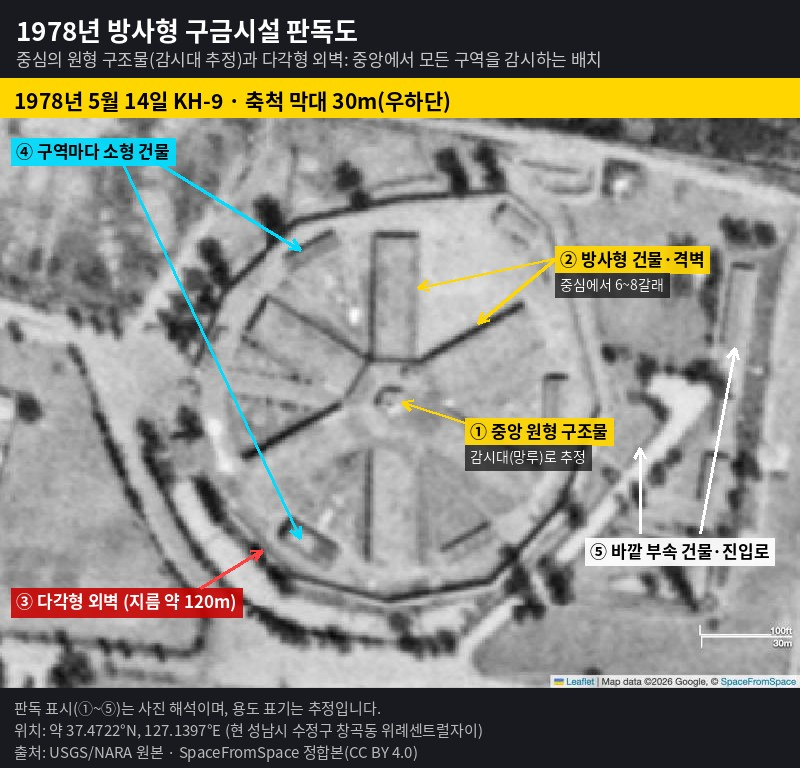 1978년 방사형 구금시설 판독도
중심의 원형 구조물(감시대 추정)과 다각형 외벽: 중앙에서 모든 구역을 감시하는 배치
1978년 5월 14일 KH-9 · 축척 막대 30m(우하단)
④ 구역마다 소형 건물
② 방사형 건물·격벽
중심에서 6~8갈래
① 중앙 원형 구조물
감시대(망루)로 추정
⑤ 바깥 부속 건물·진입로
③ 다각형 외벽 (지름 약 120m)
100ft
30m
Leaflet | Map data ©2026 Google, © SpaceFromSpace
판독 표시(①~⑤)는 사진 해석이며, 용도 표기는 추정입니다.
위치: 약 37.4722°N, 127.1397°E (현 성남시 수정구 창곡동 위례센트럴자이)
출처: USGS/NARA 원본 · SpaceFromSpace 정합본(CC BY 4.0)